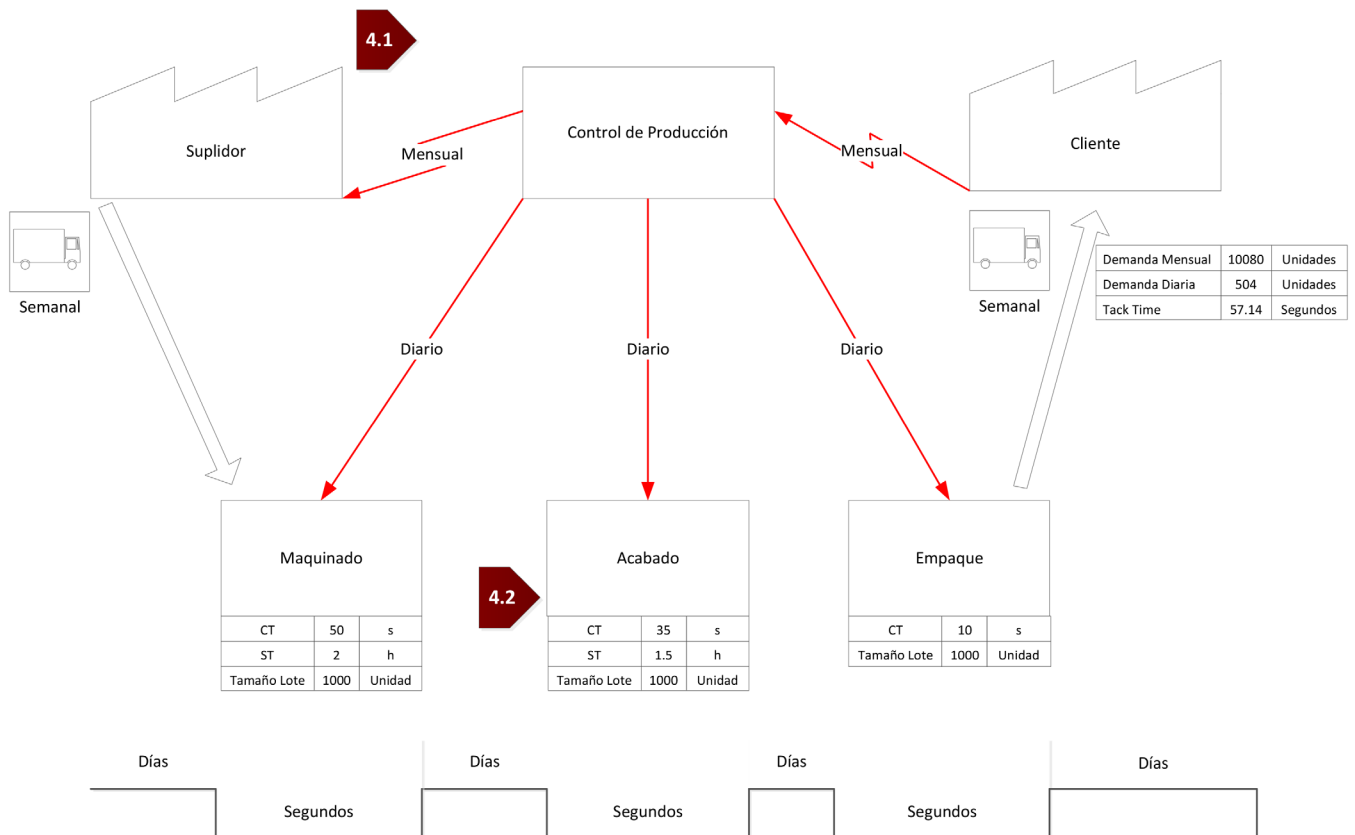 4.1
Suplidor
Control de Producción
Cliente
Mensual
Mensual
Semanal
Semanal
Demanda Mensual 10080 Unidades
Demanda Diaria 504 Unidades
Tack Time 57.14 Segundos
Diario
Diario
Diario
Maquinado
Acabado
Empaque
4.2
CT 50 s
ST 2 h
Tamaño Lote 1000 Unidad
CT 35 s
ST 1.5 h
Tamaño Lote 1000 Unidad
CT 10 s
Tamaño Lote 1000 Unidad
Días
Días
Días
Días
Segundos
Segundos
Segundos